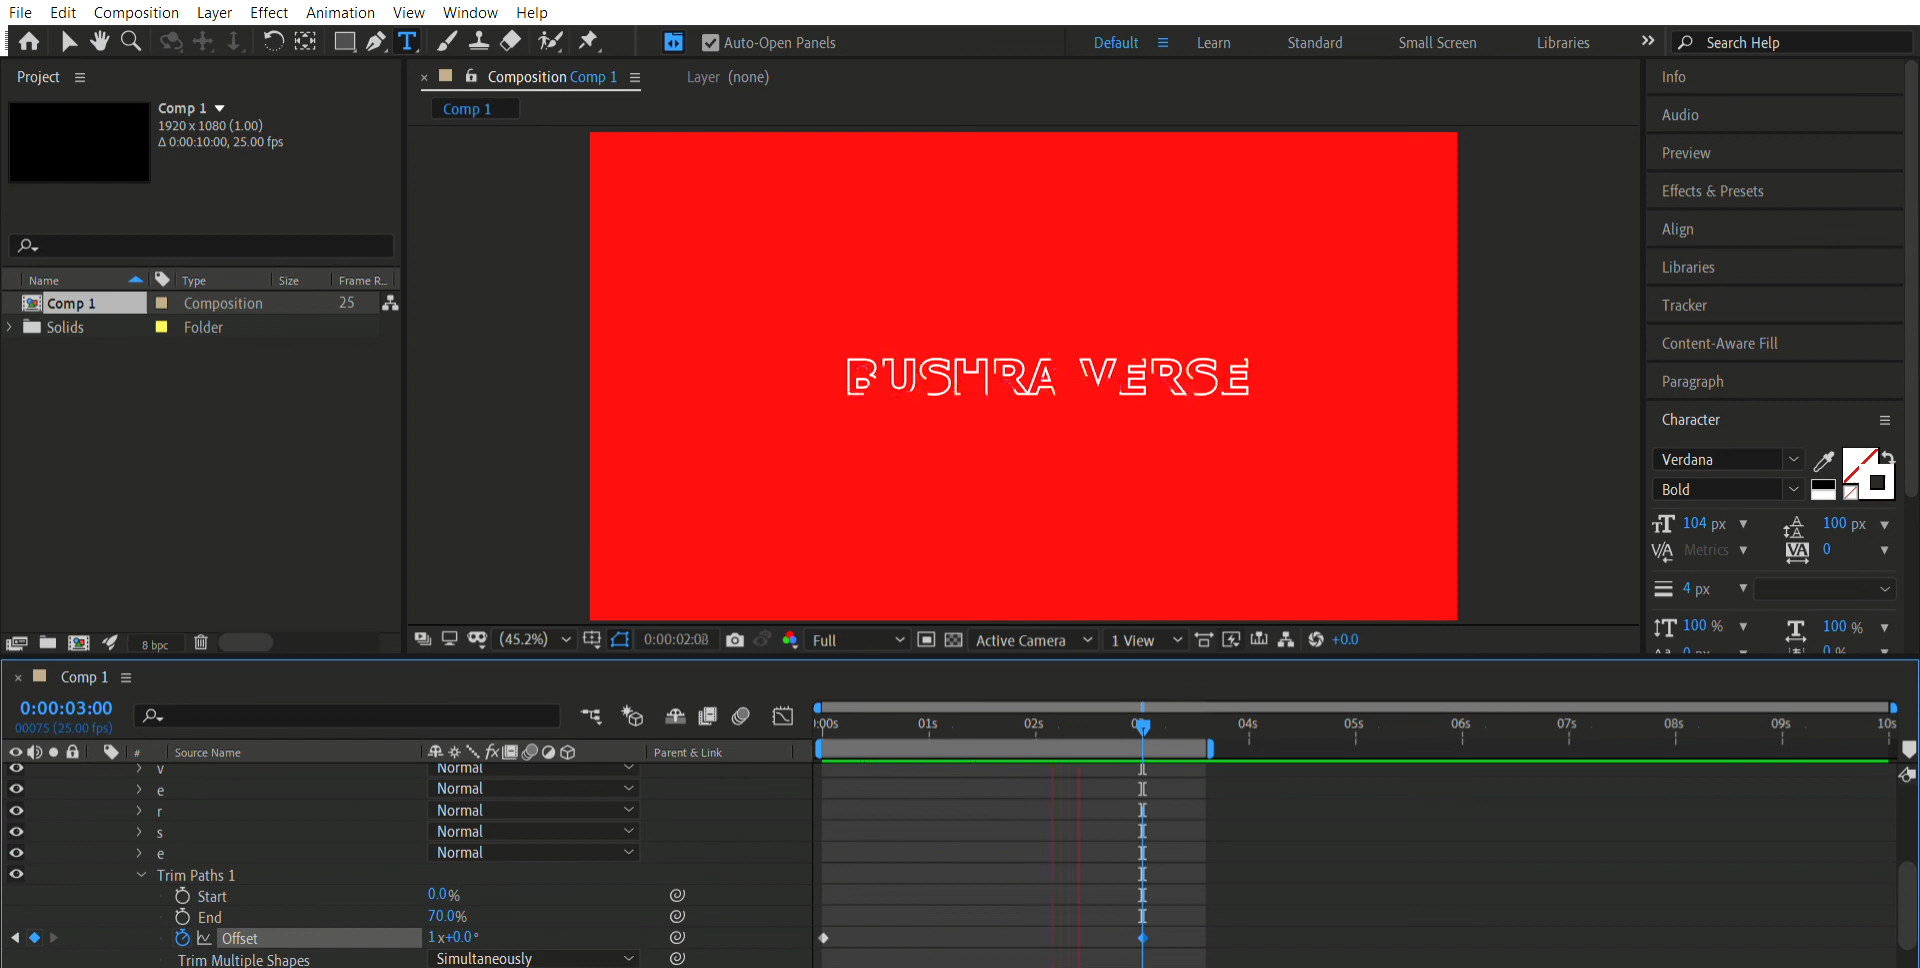 File Edit Composition Layer Effect Animation View Window Help
Auto-Open Panels Default Learn Standard Small Screen Libraries Search Help
Project
Comp 1
1920 x 1080 (1.00)
Δ 0:00:10:00, 25.00 fps
Name Type Size Frame R...
Comp 1 Composition 25
Solids Folder
8 bpc
Composition Comp 1 Layer (none)
Comp 1
BUSHRA VERSE
(45.2%) 0:00:02:08 Full Active Camera 1 View +0.0
Info
Audio
Preview
Effects & Presets
Align
Libraries
Tracker
Content-Aware Fill
Paragraph
Character
Verdana
Bold
104 px 100 px
Metrics 0
4 px
100 % 100 %
0 px 0 %
Comp 1
0:00:03:00
00075 (25.00 fps)
:00s 01s 02s 04s 05s 06s 07s 08s 09s 10s
# Source Name Parent & Link
v Normal
e Normal
r Normal
s Normal
e Normal
Trim Paths 1
Start 0.0%
End 70.0%
Offset 1x+0.0°
Trim Multiple Shapes Simultaneously